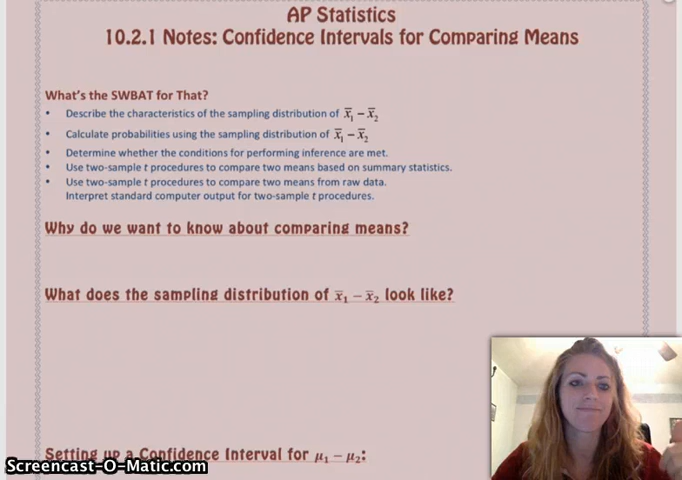 AP Statistics
10.2.1 Notes: Confidence Intervals for Comparing Means
What's the SWBAT for That?
• Describe the characteristics of the sampling distribution of x̄₁ – x̄₂
• Calculate probabilities using the sampling distribution of x̄₁ – x̄₂
• Determine whether the conditions for performing inference are met.
• Use two-sample t procedures to compare two means based on summary statistics.
• Use two-sample t procedures to compare two means from raw data.
Interpret standard computer output for two-sample t procedures.
Why do we want to know about comparing means?
What does the sampling distribution of x̄₁ – x̄₂ look like?
Setting up a Confidence Interval for μ₁ – μ₂:
Screencast-O-Matic.com